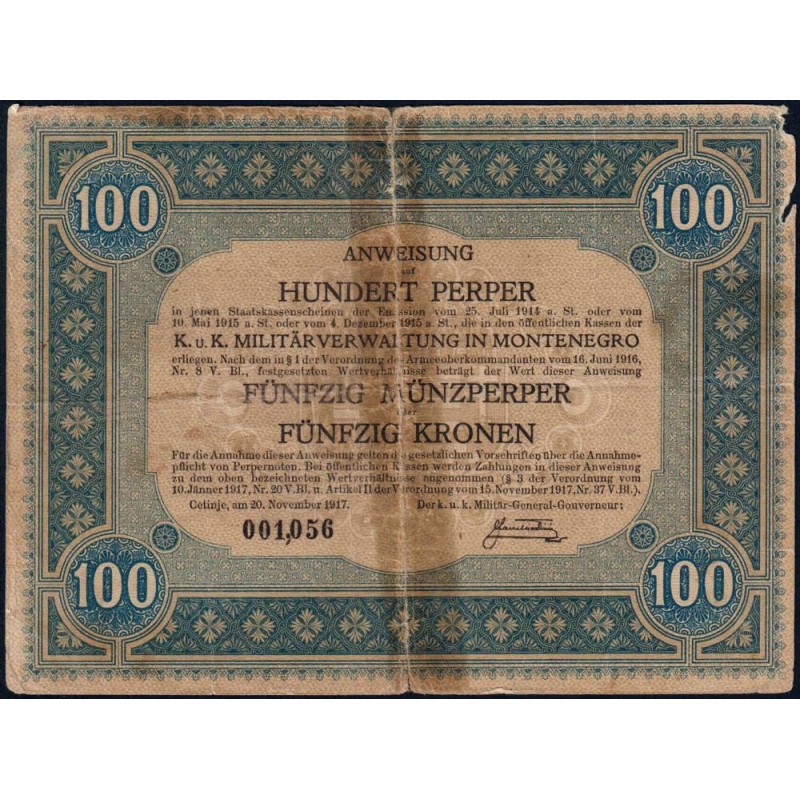 100 100
ANWEISUNG
auf
HUNDERT PERPER
in jenen Staatskassenscheinen der Emission vom 25. Juli 1914 a. St. oder vom
10. Mai 1915 a. St. oder vom 4. Dezember 1915 a. St., die in den öffentlichen Kassen der
K. u. K. MILITÄRVERWALTUNG IN MONTENEGRO
erliegen. Nach dem in § 1 der Verordnung des Armeeoberkommandanten vom 16. Juni 1916,
Nr. 8 V. Bl., festgesetzten Wertverhältnisse beträgt der Wert dieser Anweisung
FÜNFZIG MÜNZPERPER
oder
FÜNFZIG KRONEN
Für die Annahme dieser Anweisung gelten die gesetzlichen Vorschriften über die Annahme-
pflicht von Perpernoten. Bei öffentlichen Kassen werden Zahlungen in dieser Anweisung
zu dem oben bezeichneten Wertverhältnisse angenommen (§ 3 der Verordnung vom
10. Jänner 1917, Nr. 20 V. Bl. u. Artikel II der Verordnung vom 15. November 1917, Nr. 37 V. Bl.).
Cetinje, am 20. November 1917. Der k. u. k. Militär-General-Gouverneur:
001,056
100 100